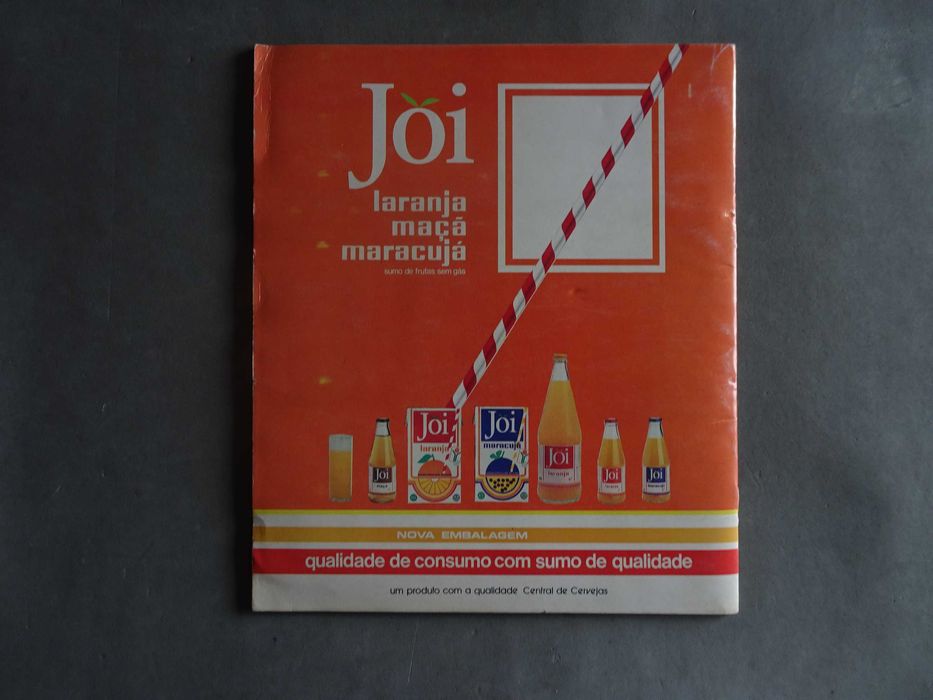 Joi
laranja
maçã
maracujá
sumo de frutas sem gás
Joi
laranja
Joi
maracujá
Joi
Joi
laranja
Joi
Joi
NOVA EMBALAGEM
qualidade de consumo com sumo de qualidade
um produto com a qualidade Central de Cervejas